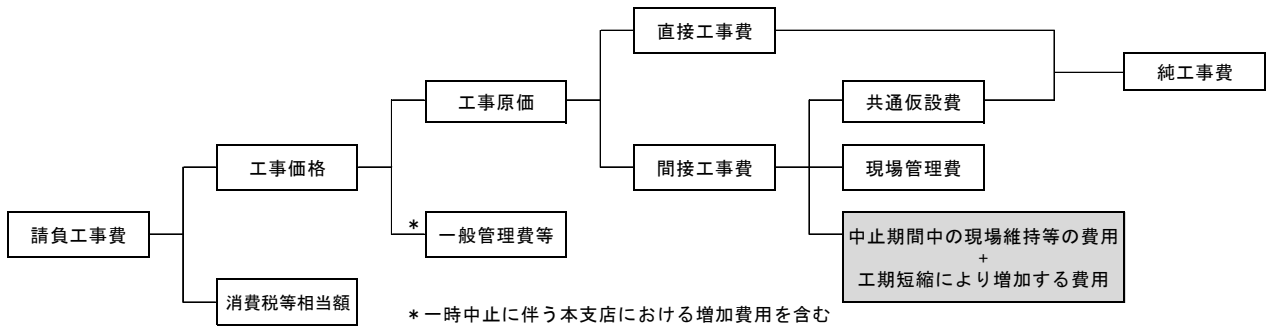 直接工事費
純工事費
工事原価
共通仮設費
工事価格
間接工事費
現場管理費
請負工事費
*
一般管理費等
中止期間中の現場維持等の費用
+
工期短縮により増加する費用
消費税等相当額
*一時中止に伴う本支店における増加費用を含む